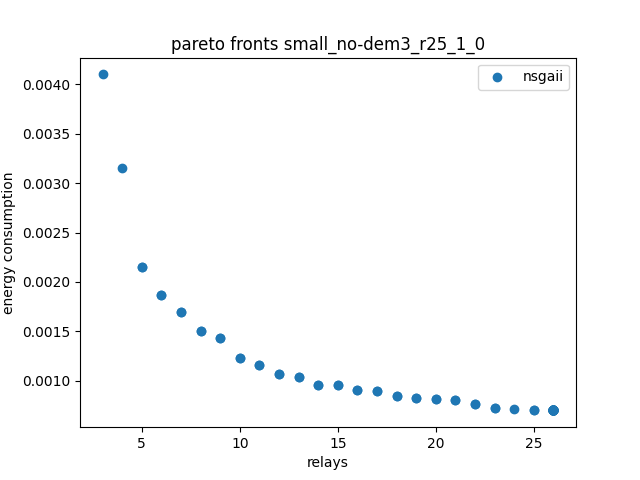 pareto fronts small_no-dem3_r25_1_0
nsgaii
energy consumption
0.0040
0.0035
0.0030
0.0025
0.0020
0.0015
0.0010
5 10 15 20 25
relays